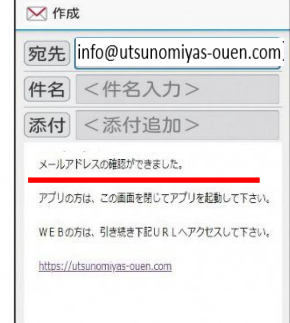 作成
宛先 info@utsunomiyas-ouen.com
件名 <件名入力>
添付 <添付追加>
メールアドレスの確認ができました。
アプリの方は、この画面を閉じてアプリを起動して下さい。
WEBの方は、引き続き下記URLへアクセスして下さい。
https://utsunomiyas-ouen.com